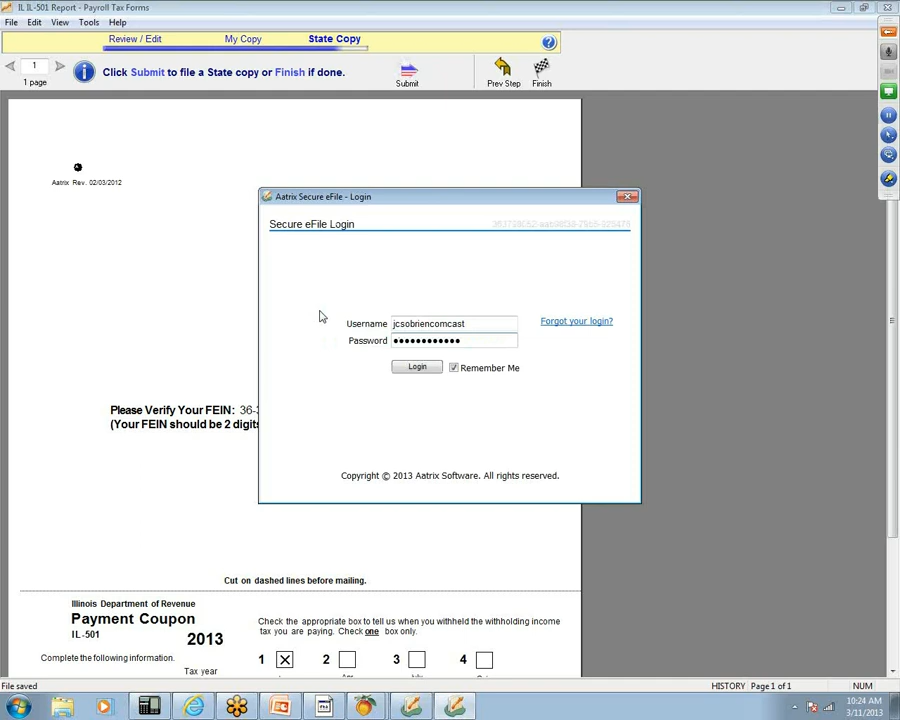 IL IL-501 Report - Payroll Tax Forms
File Edit View Tools Help
Review / Edit My Copy State Copy
1
1 page
Click Submit to file a State copy or Finish if done.
Submit
Prev Step
Finish
Aatrix Rev. 02/03/2012
Aatrix Secure eFile - Login
Secure eFile Login
Username jcsobriencomcast
Forgot your login?
Password ●●●●●●●●●●●●
Login Remember Me
Copyright © 2013 Aatrix Software. All rights reserved.
Please Verify Your FEIN: 36-
(Your FEIN should be 2 digits
Cut on dashed lines before mailing.
Illinois Department of Revenue
Payment Coupon
IL-501 2013
Complete the following information.
Tax year
Check the appropriate box to tell us when you withheld the withholding income
tax you are paying. Check one box only.
1 2 3 4
File saved
HISTORY Page 1 of 1 NUM
10:24 AM
3/11/2013